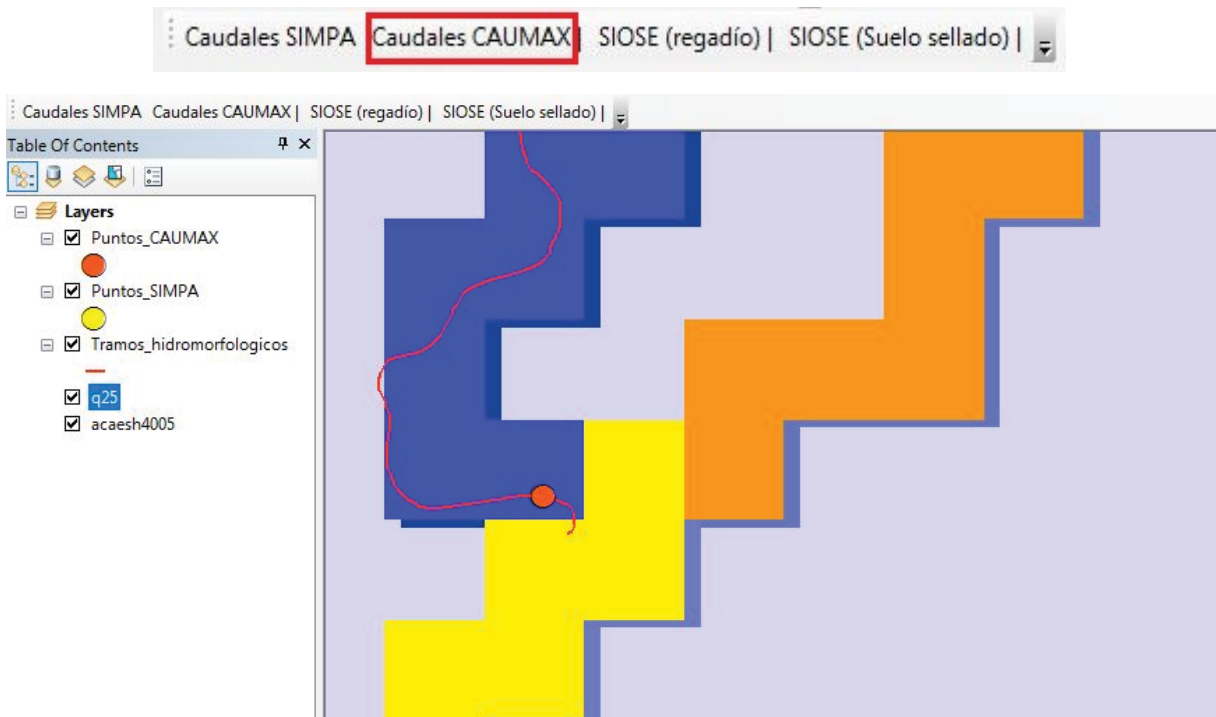 Caudales SIMPA Caudales CAUMAX | SIOSE (regadío) | SIOSE (Suelo sellado) |
Caudales SIMPA Caudales CAUMAX | SIOSE (regadío) | SIOSE (Suelo sellado) |
Table Of Contents
Layers
Puntos_CAUMAX
Puntos_SIMPA
Tramos_hidromorfologicos
q25
acaesh4005